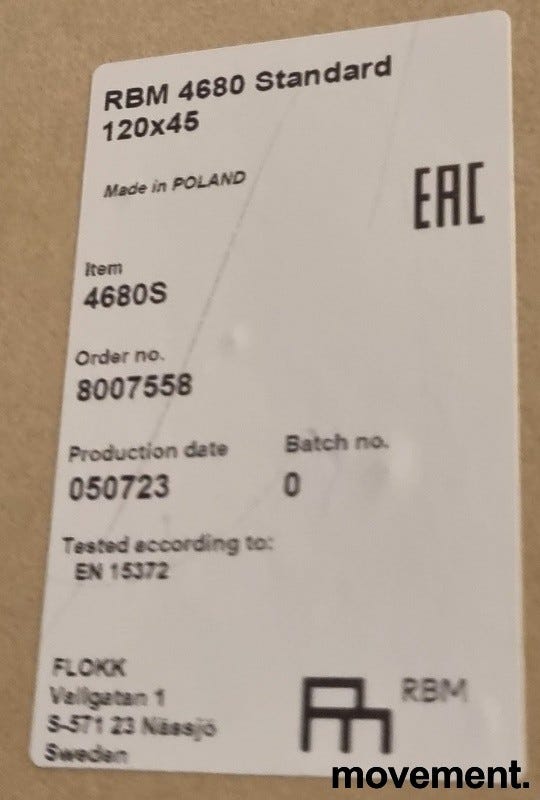 RBM 4680 Standard
120x45
Made in POLAND
EAC
Item
4680S
Order no.
8007558
Production date
050723
Batch no.
0
Tested according to:
EN 15372
FLOKK
Vallgatan 1
S-571 23 Nässjö
Sweden
RBM
movement.